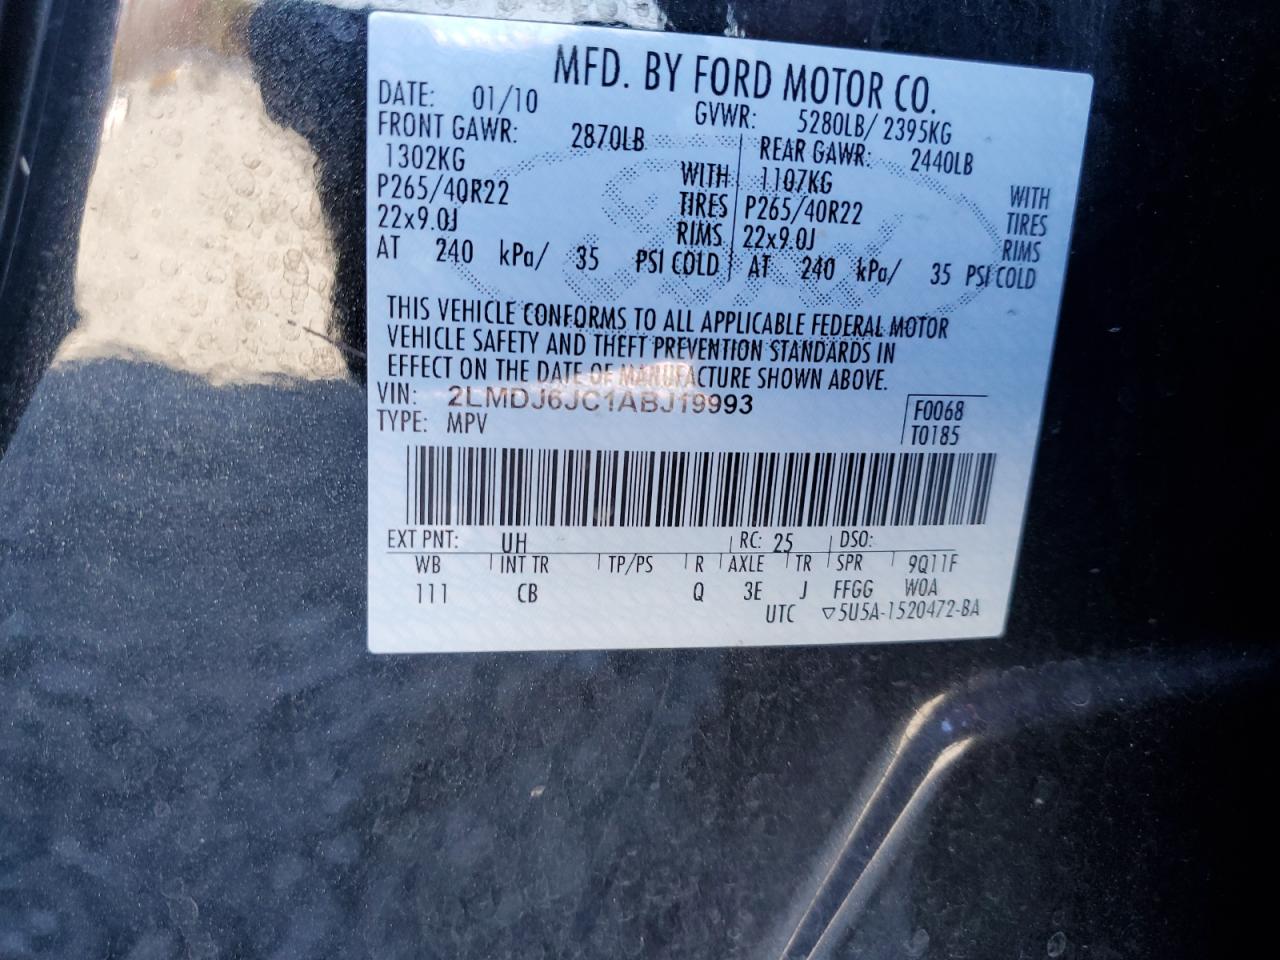 MFD. BY FORD MOTOR CO.
DATE: 01/10 GVWR: 5280LB/ 2395KG
FRONT GAWR: 2870LB REAR GAWR: 2440LB
1302KG WITH 1107KG WITH
P265/40R22 TIRES P265/40R22 TIRES
22x9.0J RIMS 22x9.0J RIMS
AT 240 kPa/ 35 PSI COLD AT 240 kPa/ 35 PSI COLD
THIS VEHICLE CONFORMS TO ALL APPLICABLE FEDERAL MOTOR
VEHICLE SAFETY AND THEFT PREVENTION STANDARDS IN
EFFECT ON THE DATE OF MANUFACTURE SHOWN ABOVE.
VIN: 2LMDJ6JC1ABJ19993 F0068
TYPE: MPV T0185
EXT PNT: UH RC: 25 DSO:
WB INT TR TP/PS R AXLE TR SPR 9Q11F
111 CB Q 3E J FFGG W0A
UTC ▽5U5A-1520472-BA